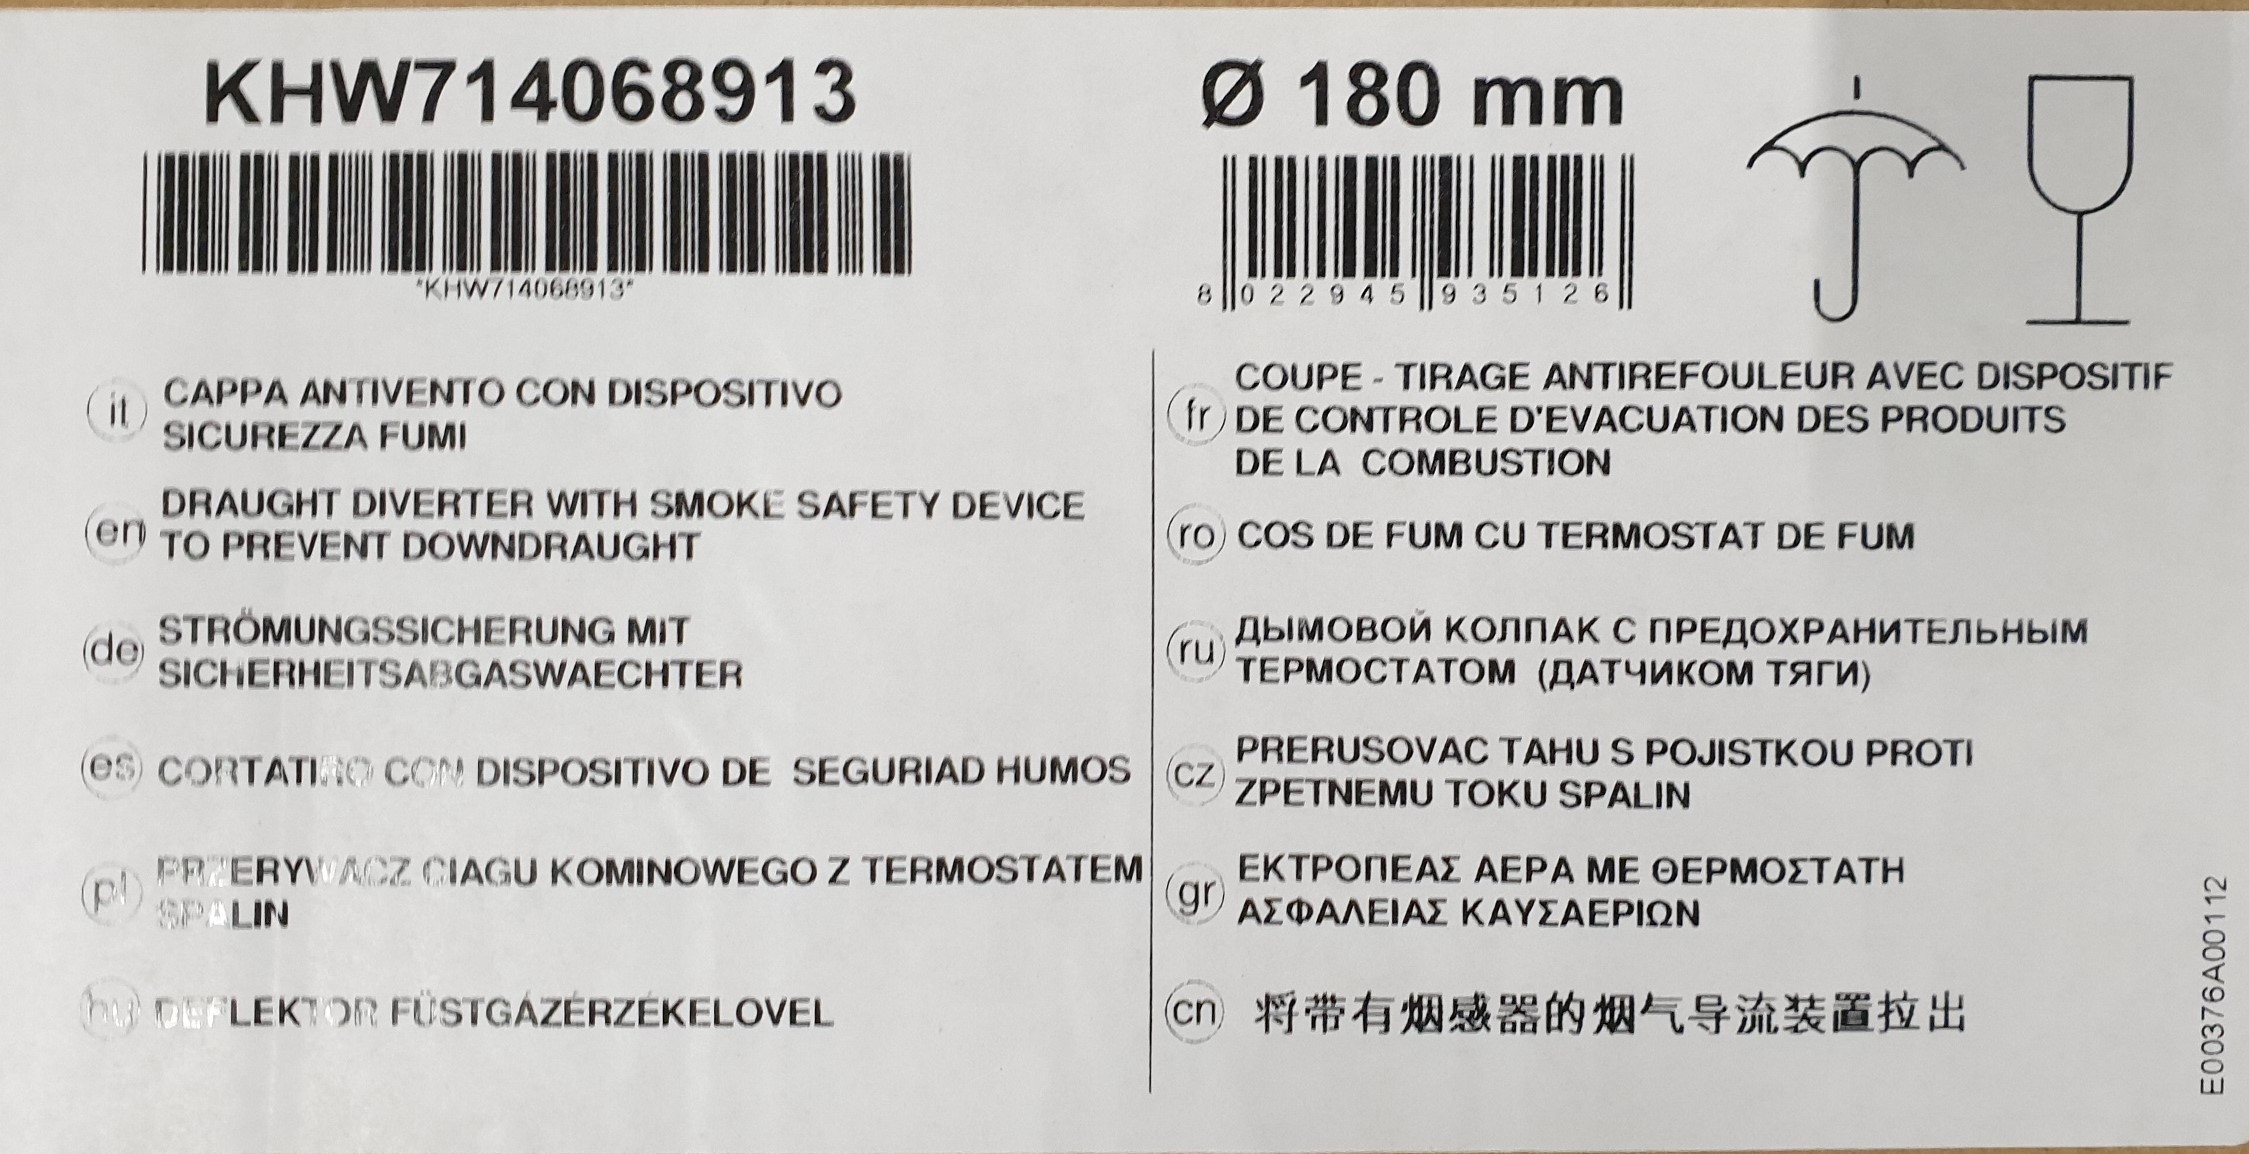 KHW714068913
*KHW714068913*
Ø 180 mm
8 022945 935126
it CAPPA ANTIVENTO CON DISPOSITIVO
SICUREZZA FUMI
en DRAUGHT DIVERTER WITH SMOKE SAFETY DEVICE
TO PREVENT DOWNDRAUGHT
de STRÖMUNGSSICHERUNG MiT
SICHERHEITSABGASWAECHTER
es CORTATIRO CON DISPOSITIVO DE SEGURIAD HUMOS
pl PRZERYWACZ CIAGU KOMINOWEGO Z TERMOSTATEM
SPALIN
hu DEFLEKTOR FÜSTGÁZÉRZÉKELOVEL
fr COUPE - TIRAGE ANTIREFOULEUR AVEC DISPOSITIF
DE CONTROLE D'EVACUATION DES PRODUITS
DE LA COMBUSTION
ro COS DE FUM CU TERMOSTAT DE FUM
ru ДЫМОВОЙ КОЛПАК С ПРЕДОХРАНИТЕЛЬНЫМ
ТЕРМОСТАТОМ (ДАТЧИКОМ ТЯГИ)
cz PRERUSOVAC TAHU S POJISTKOU PROTI
ZPETNEMU TOKU SPALIN
gr ΕΚΤΡΟΠΕΑΣ ΑΕΡΑ ΜΕ ΘΕΡΜΟΣΤΑΤΗ
ΑΣΦΑΛΕΙΑΣ ΚΑΥΣΑΕΡΙΩΝ
cn 将带有烟感器的烟气导流装置拉出
E00376A00112